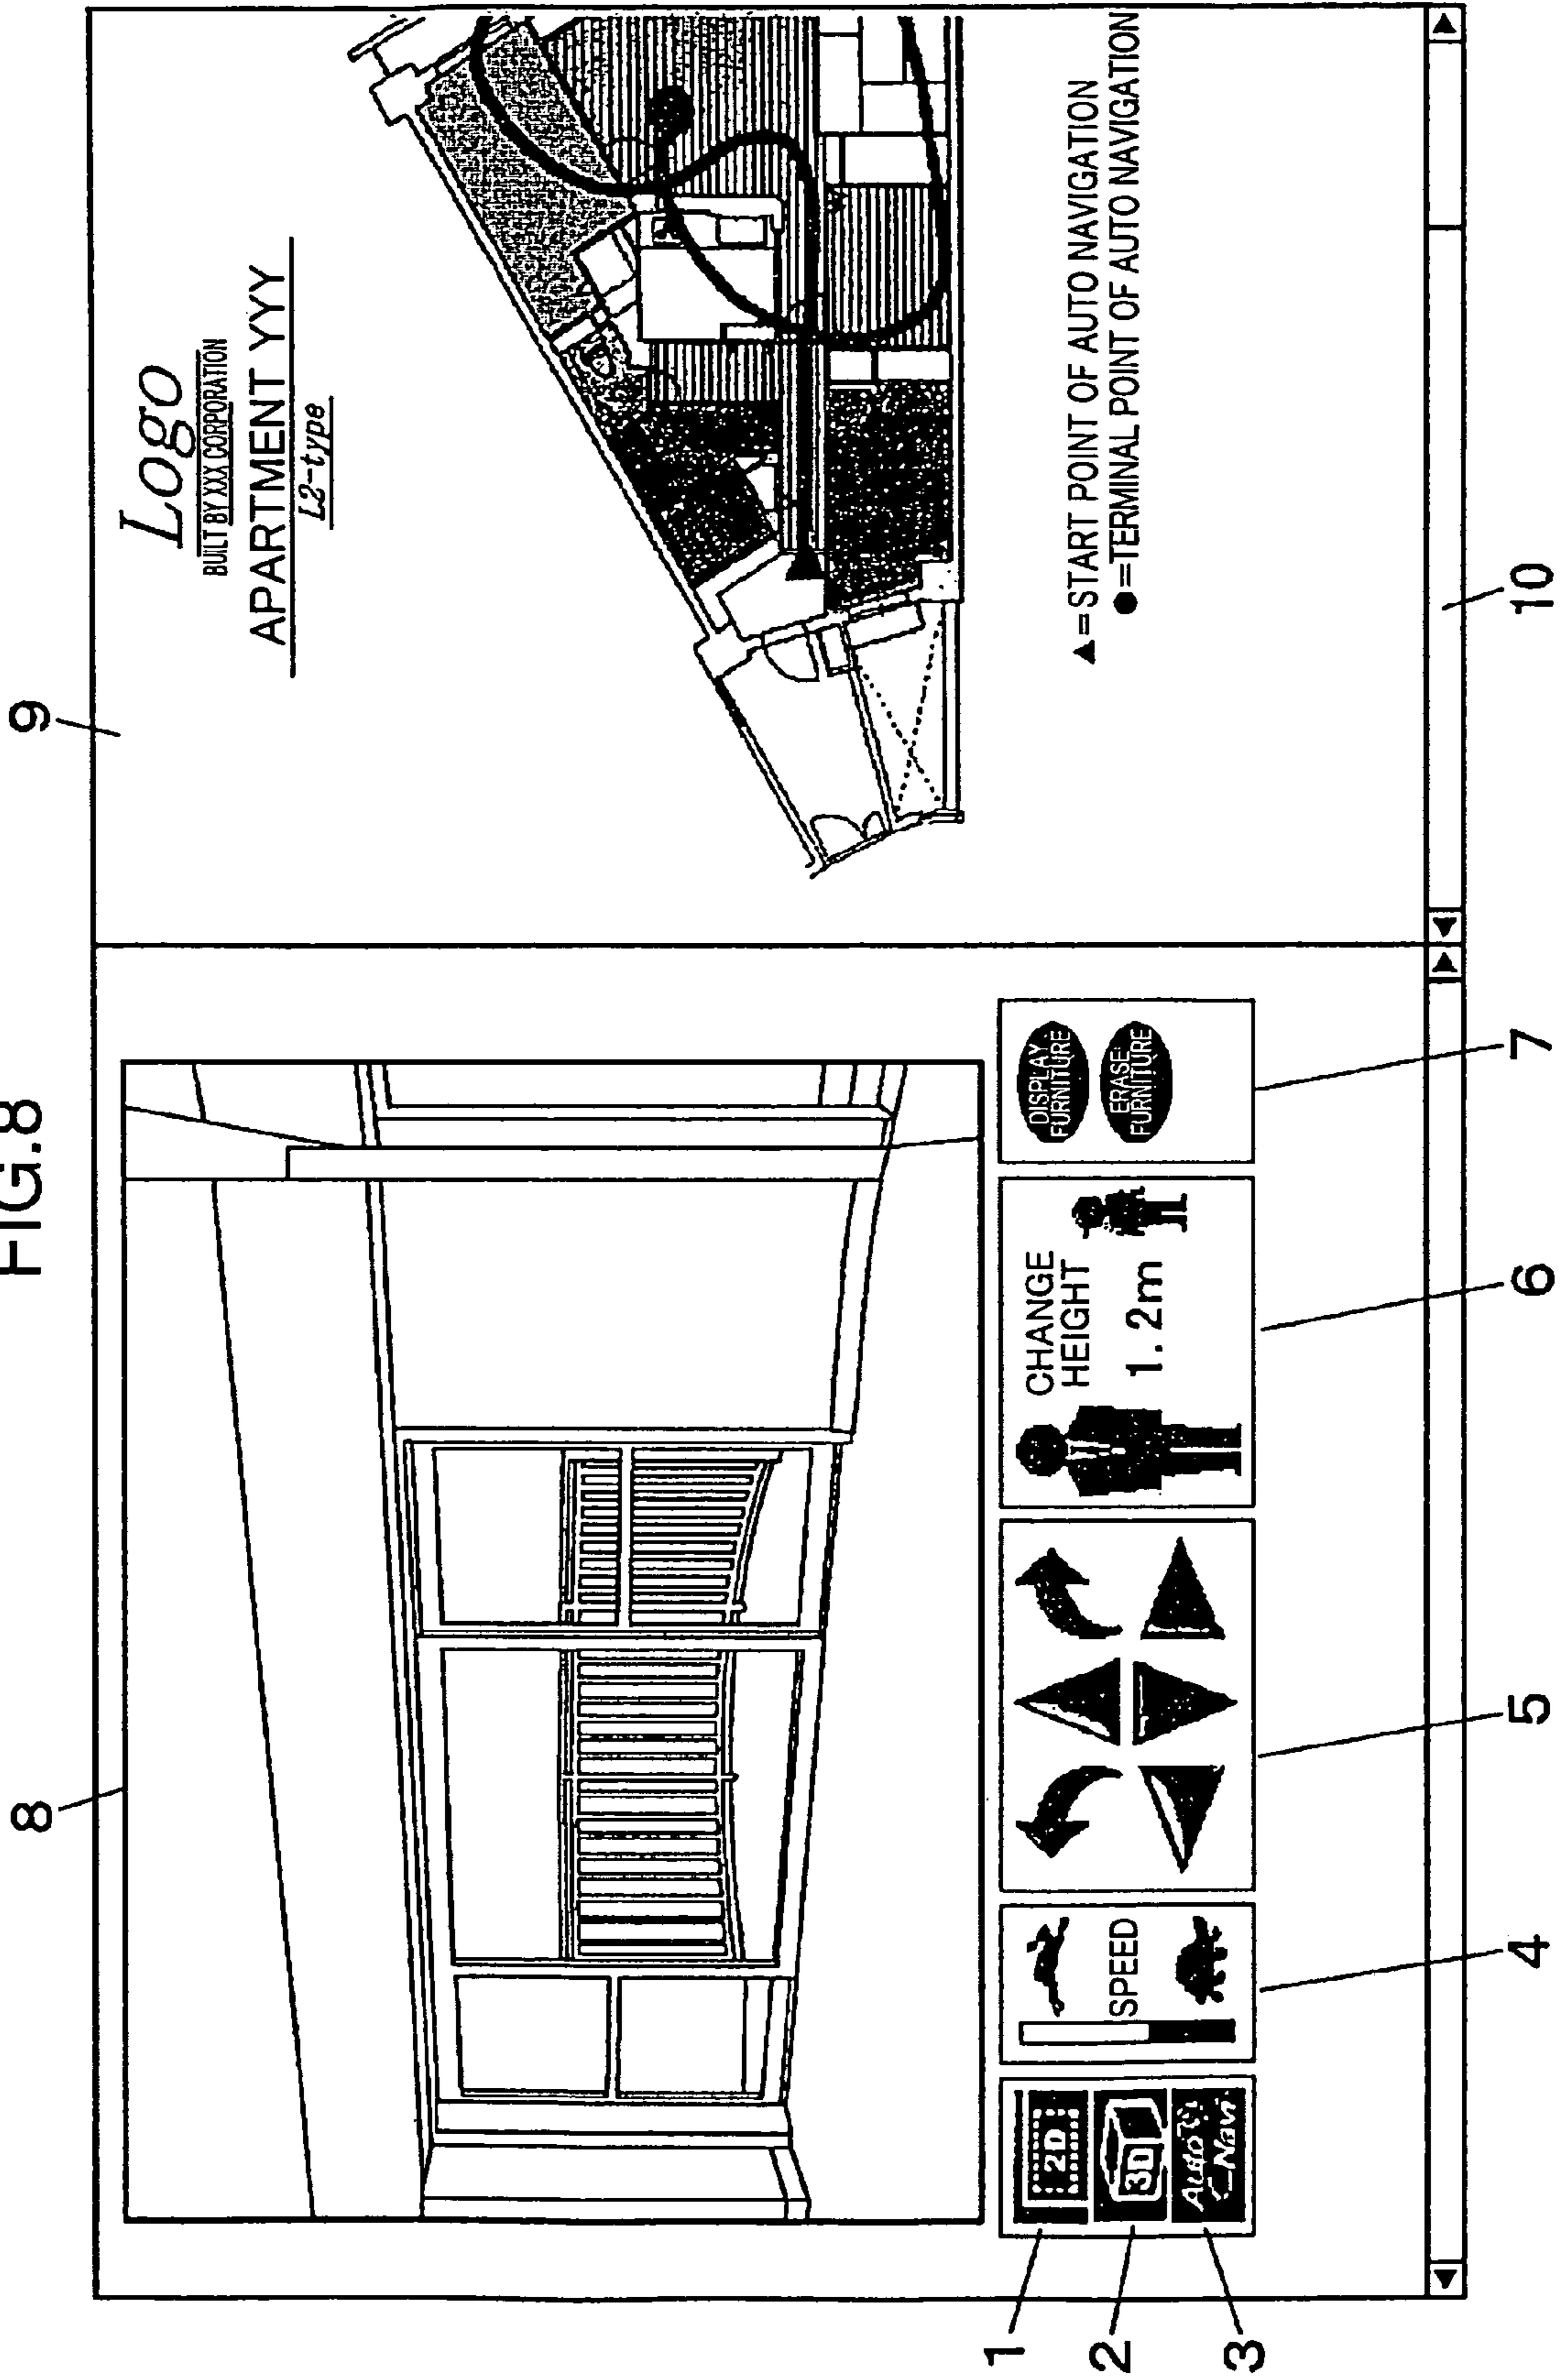 FIG.8
8
9
Logo
BUILT BY XXX CORPORATION
APARTMENT YYY
L2-type
▲=START POINT OF AUTO NAVIGATION
●=TERMINAL POINT OF AUTO NAVIGATION
2D
3D
Auto
Navi
SPEED
CHANGE
HEIGHT
1.2m
DISPLAY
FURNITURE
ERASE
FURNITURE
1
2
3
4
5
6
7
10